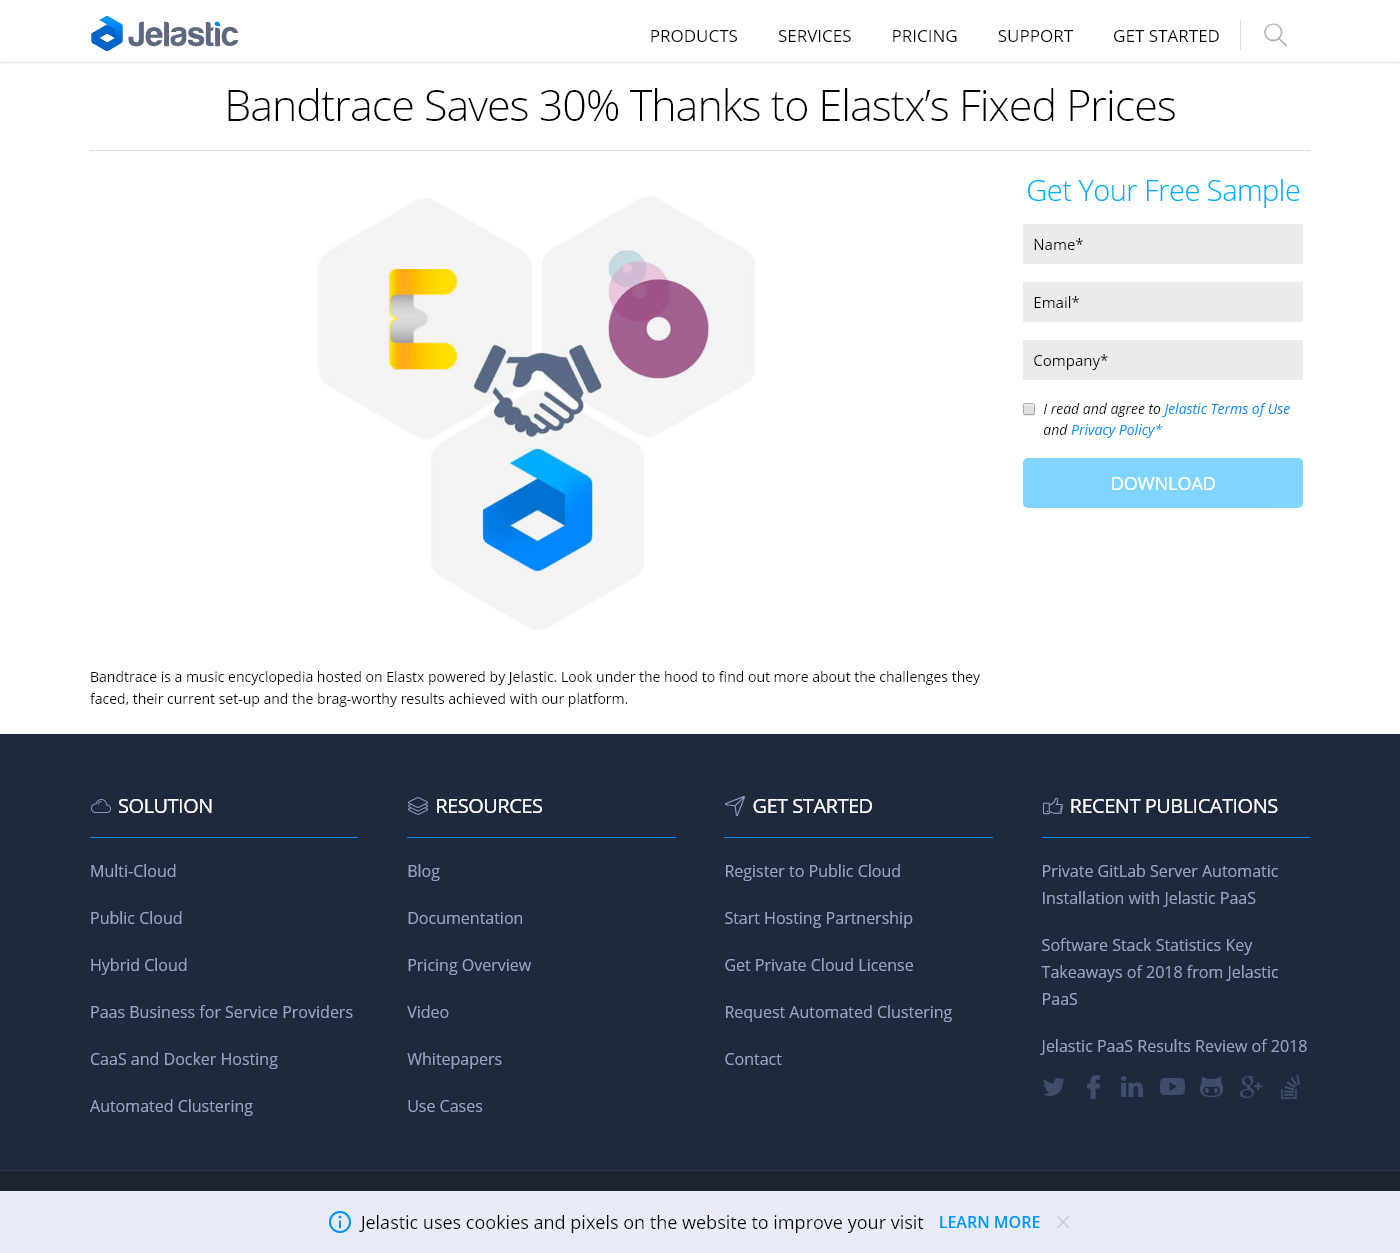 Jelastic
PRODUCTS
SERVICES
PRICING
SUPPORT
GET STARTED
Bandtrace Saves 30% Thanks to Elastx’s Fixed Prices
Get Your Free Sample
Name*
Email*
Company*
I read and agree to Jelastic Terms of Use
and Privacy Policy*
DOWNLOAD
Bandtrace is a music encyclopedia hosted on Elastx powered by Jelastic. Look under the hood to find out more about the challenges they
faced, their current set-up and the brag-worthy results achieved with our platform.
SOLUTION
Multi-Cloud
Public Cloud
Hybrid Cloud
Paas Business for Service Providers
CaaS and Docker Hosting
Automated Clustering
RESOURCES
Blog
Documentation
Pricing Overview
Video
Whitepapers
Use Cases
GET STARTED
Register to Public Cloud
Start Hosting Partnership
Get Private Cloud License
Request Automated Clustering
Contact
RECENT PUBLICATIONS
Private GitLab Server Automatic
Installation with Jelastic PaaS
Software Stack Statistics Key
Takeaways of 2018 from Jelastic
PaaS
Jelastic PaaS Results Review of 2018
Jelastic uses cookies and pixels on the website to improve your visit LEARN MORE